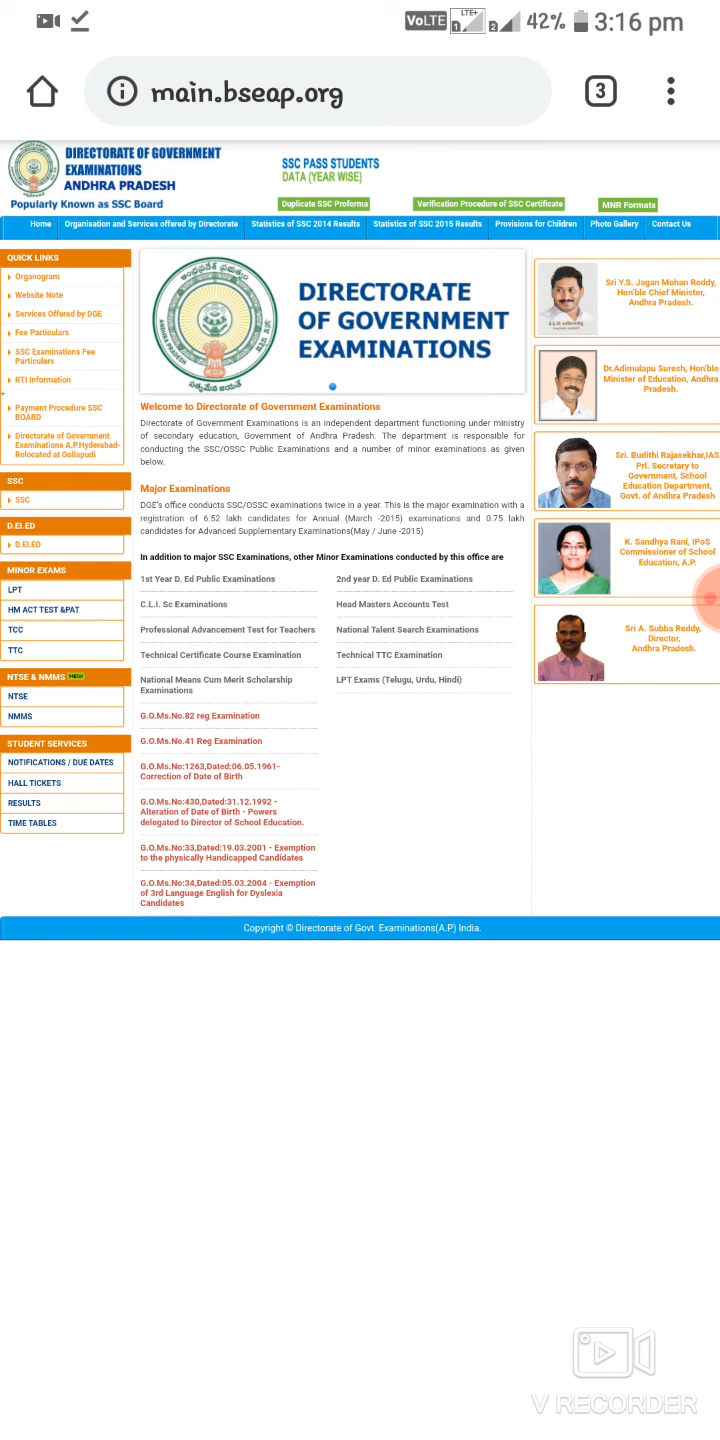 VoLTE LTE+ 1 2 42% 3:16 pm
main.bseap.org
3
DIRECTORATE OF GOVERNMENT
EXAMINATIONS
ANDHRA PRADESH
Popularly Known as SSC Board
SSC PASS STUDENTS
DATA (YEAR WISE)
Duplicate SSC Proforma
Verification Procedure of SSC Certificate
MNR Formats
Home
Organisation and Services offered by Directorate
Statistics of SSC 2014 Results
Statistics of SSC 2015 Results
Provisions for Children
Photo Gallery
Contact Us
QUICK LINKS
Organogram
Website Note
Services Offered by DGE
Fee Particulars
SSC Examinations Fee
Particulars
RTI Information
+
Payment Procedure SSC
BOARD
Directorate of Government
Examinations A.P.Hyderabad-
Relocated at Gollapudi
SSC
SSC
D.El.ED
D.El.ED
MINOR EXAMS
LPT
HM ACT TEST &PAT
TCC
TTC
NTSE & NMMS NEW
NTSE
NMMS
STUDENT SERVICES
NOTIFICATIONS / DUE DATES
HALL TICKETS
RESULTS
TIME TABLES
ఆంధ్రప్రదేశ్ ప్రభుత్వం
ANDHRA PRADESH
सत्यमेव जयते
DIRECTORATE
OF GOVERNMENT
EXAMINATIONS
Welcome to Directorate of Government Examinations
Directorate of Government Examinations is an independent department functioning under ministry
of secondary education, Government of Andhra Pradesh. The department is responsible for
conducting the SSC/OSSC Public Examinations and a number of minor examinations as given
below.
Major Examinations
DGE's office conducts SSC/OSSC examinations twice in a year. This is the major examination with a
registration of 6.52 lakh candidates for Annual (March -2015) examinations and 0.75 lakh
candidates for Advanced Supplementary Examinations(May / June -2015)
In addition to major SSC Examinations, other Minor Examinations conducted by this office are
1st Year D. Ed Public Examinations
2nd year D. Ed Public Examinations
C.L.I. Sc Examinations
Head Masters Accounts Test
Professional Advancement Test for Teachers
National Talent Search Examinations
Technical Certificate Course Examination
Technical TTC Examination
National Means Cum Merit Scholarship
Examinations
LPT Exams (Telugu, Urdu, Hindi)
G.O.Ms.No.82 reg Examination
G.O.Ms.No.41 Reg Examination
G.O.Ms.No:1263,Dated:06.05.1961-
Correction of Date of Birth
G.O.Ms.No:430,Dated:31.12.1992 -
Alteration of Date of Birth - Powers
delegated to Director of School Education.
G.O.Ms.No:33,Dated:19.03.2001 - Exemption
to the physically Handicapped Candidates
G.O.Ms.No:34,Dated:05.03.2004 - Exemption
of 3rd Language English for Dyslexia
Candidates
Sri Y.S. Jagan Mohan Reddy,
Hon'ble Chief Minister,
Andhra Pradesh.
Dr.Adimulapu Suresh, Hon'ble
Minister of Education, Andhra
Pradesh.
Sri. Budithi Rajasekhar,IAS
Prl. Secretary to
Government, School
Education Department,
Govt. of Andhra Pradesh
K. Sandhya Rani, IPoS
Commissioner of School
Education, A.P.
Sri A. Subba Reddy,
Director,
Andhra Pradesh.
Copyright © Directorate of Govt. Examinations(A.P) India.
V RECORDER